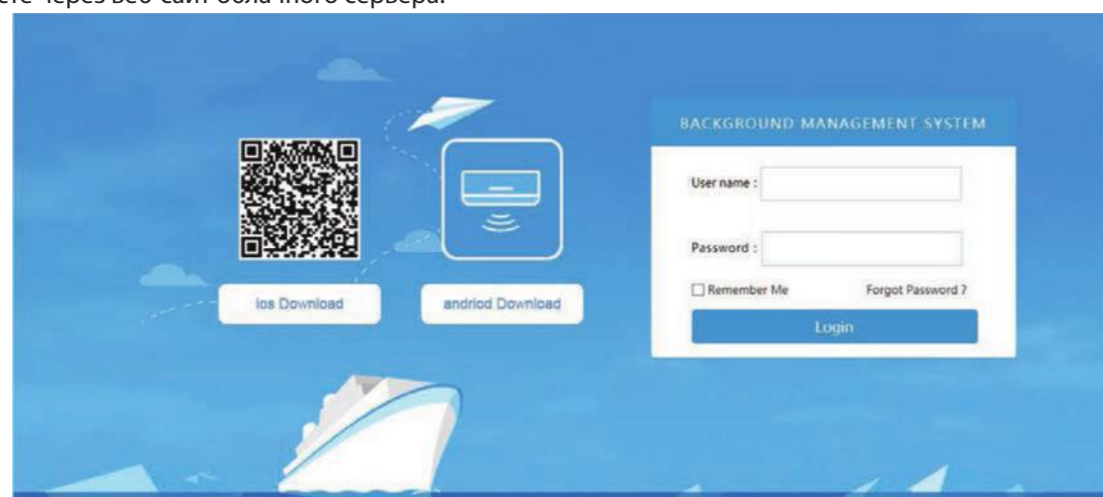 через веб-сайт облачного сервера.
BACKGROUND MANAGEMENT SYSTEM
User name :
Password :
Remember Me
Forgot Password ?
Login
Ios Download
andriod Download